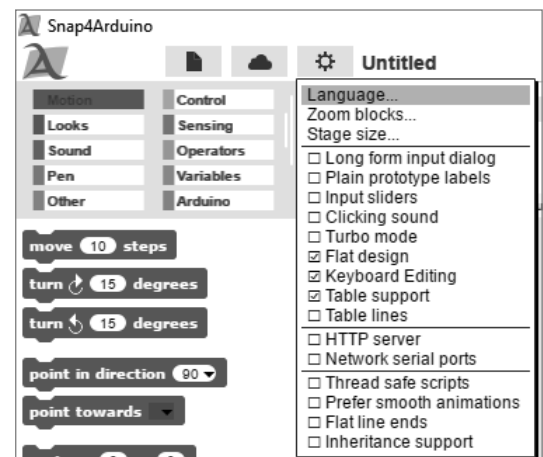 Snap4Arduino
Untitled
Motion
Control
Looks
Sensing
Sound
Operators
Pen
Variables
Other
Arduino
move 10 steps
turn 15 degrees
turn 15 degrees
point in direction 90
point towards
Language...
Zoom blocks...
Stage size...
Long form input dialog
Plain prototype labels
Input sliders
Clicking sound
Turbo mode
Flat design
Keyboard Editing
Table support
Table lines
HTTP server
Network serial ports
Thread safe scripts
Prefer smooth animations
Flat line ends
Inheritance support